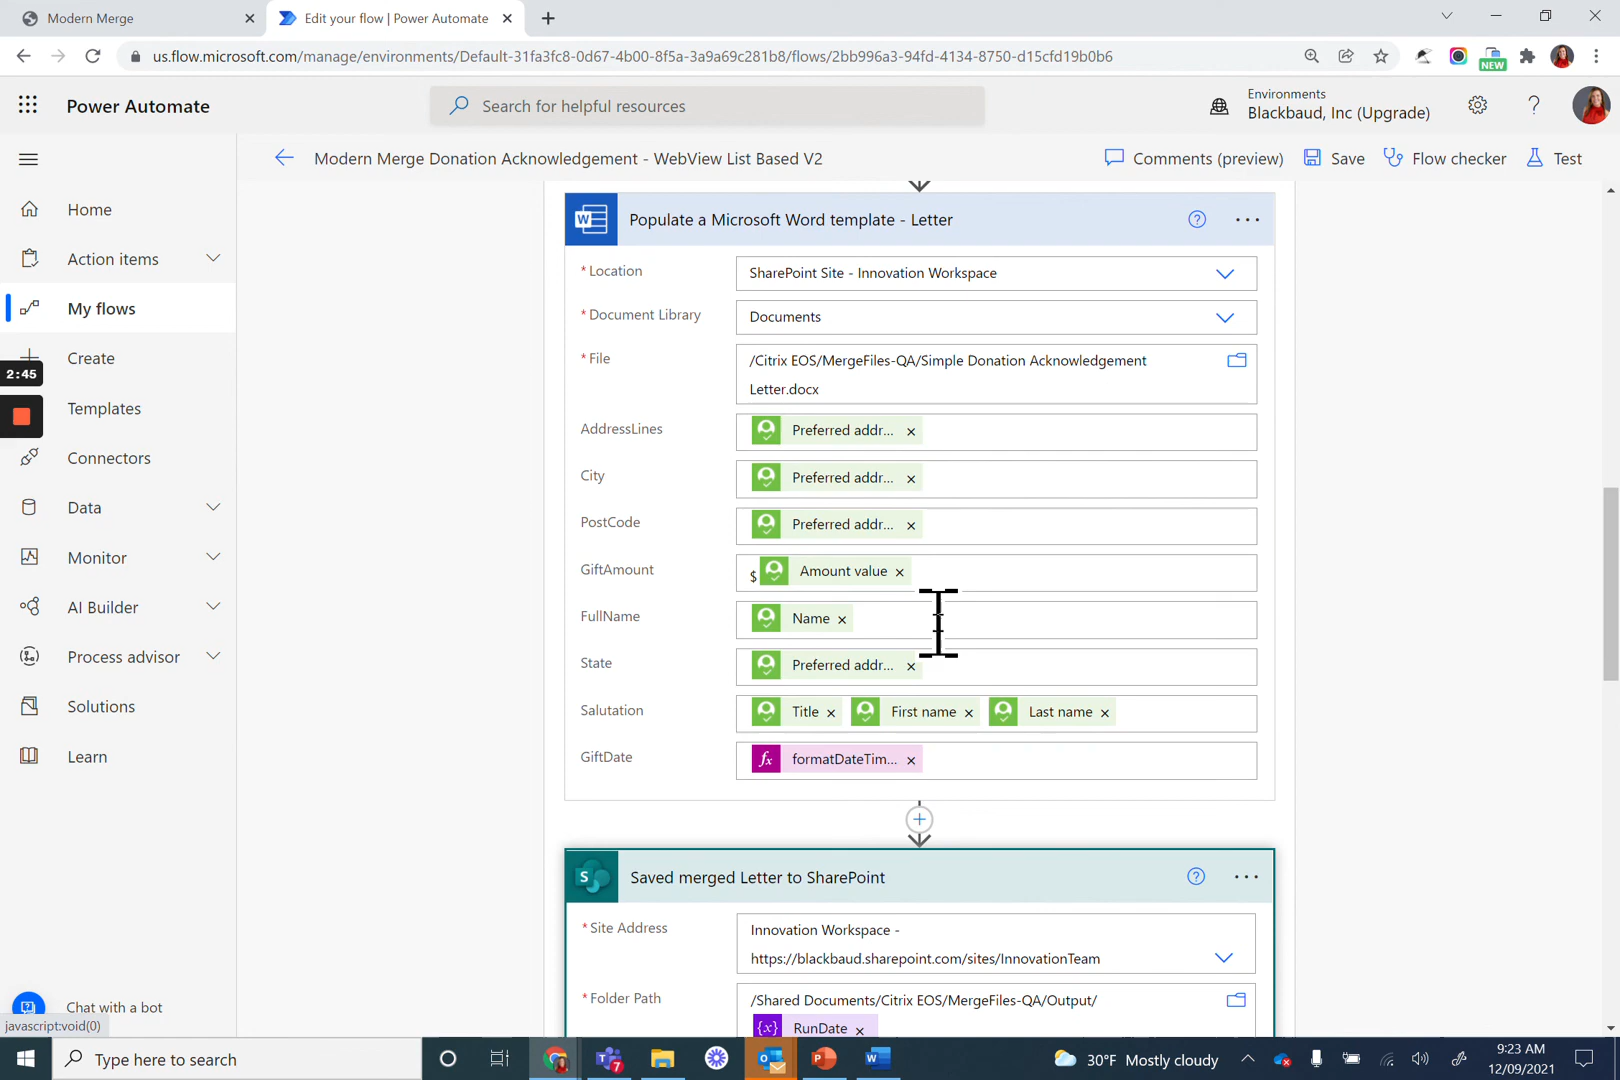 Modern Merge
Edit your flow | Power Automate
us.flow.microsoft.com/manage/environments/Default-31fa3fc8-0d67-4b00-8f5a-3a9a69c281b8/flows/2bb996a3-94fd-4134-8750-d15cfd19b0b6
NEW
Power Automate
Search for helpful resources
Environments
Blackbaud, Inc (Upgrade)
Modern Merge Donation Acknowledgement - WebView List Based V2
Comments (preview)
Save
Flow checker
Test
Home
Action items
My flows
Create
2:45
Templates
Connectors
Data
Monitor
AI Builder
Process advisor
Solutions
Learn
Chat with a bot
javascript:void(0)
Populate a Microsoft Word template - Letter
* Location
SharePoint Site - Innovation Workspace
* Document Library
Documents
* File
/Citrix EOS/MergeFiles-QA/Simple Donation Acknowledgement
Letter.docx
AddressLines
Preferred addr... ×
City
Preferred addr... ×
PostCode
Preferred addr... ×
GiftAmount
$ Amount value ×
FullName
Name ×
State
Preferred addr... ×
Salutation
Title × First name × Last name ×
GiftDate
fx formatDateTim... ×
Saved merged Letter to SharePoint
* Site Address
Innovation Workspace -
https://blackbaud.sharepoint.com/sites/InnovationTeam
* Folder Path
/Shared Documents/Citrix EOS/MergeFiles-QA/Output/
{x} RunDate ×
Type here to search
7
30°F Mostly cloudy
9:23 AM
12/09/2021